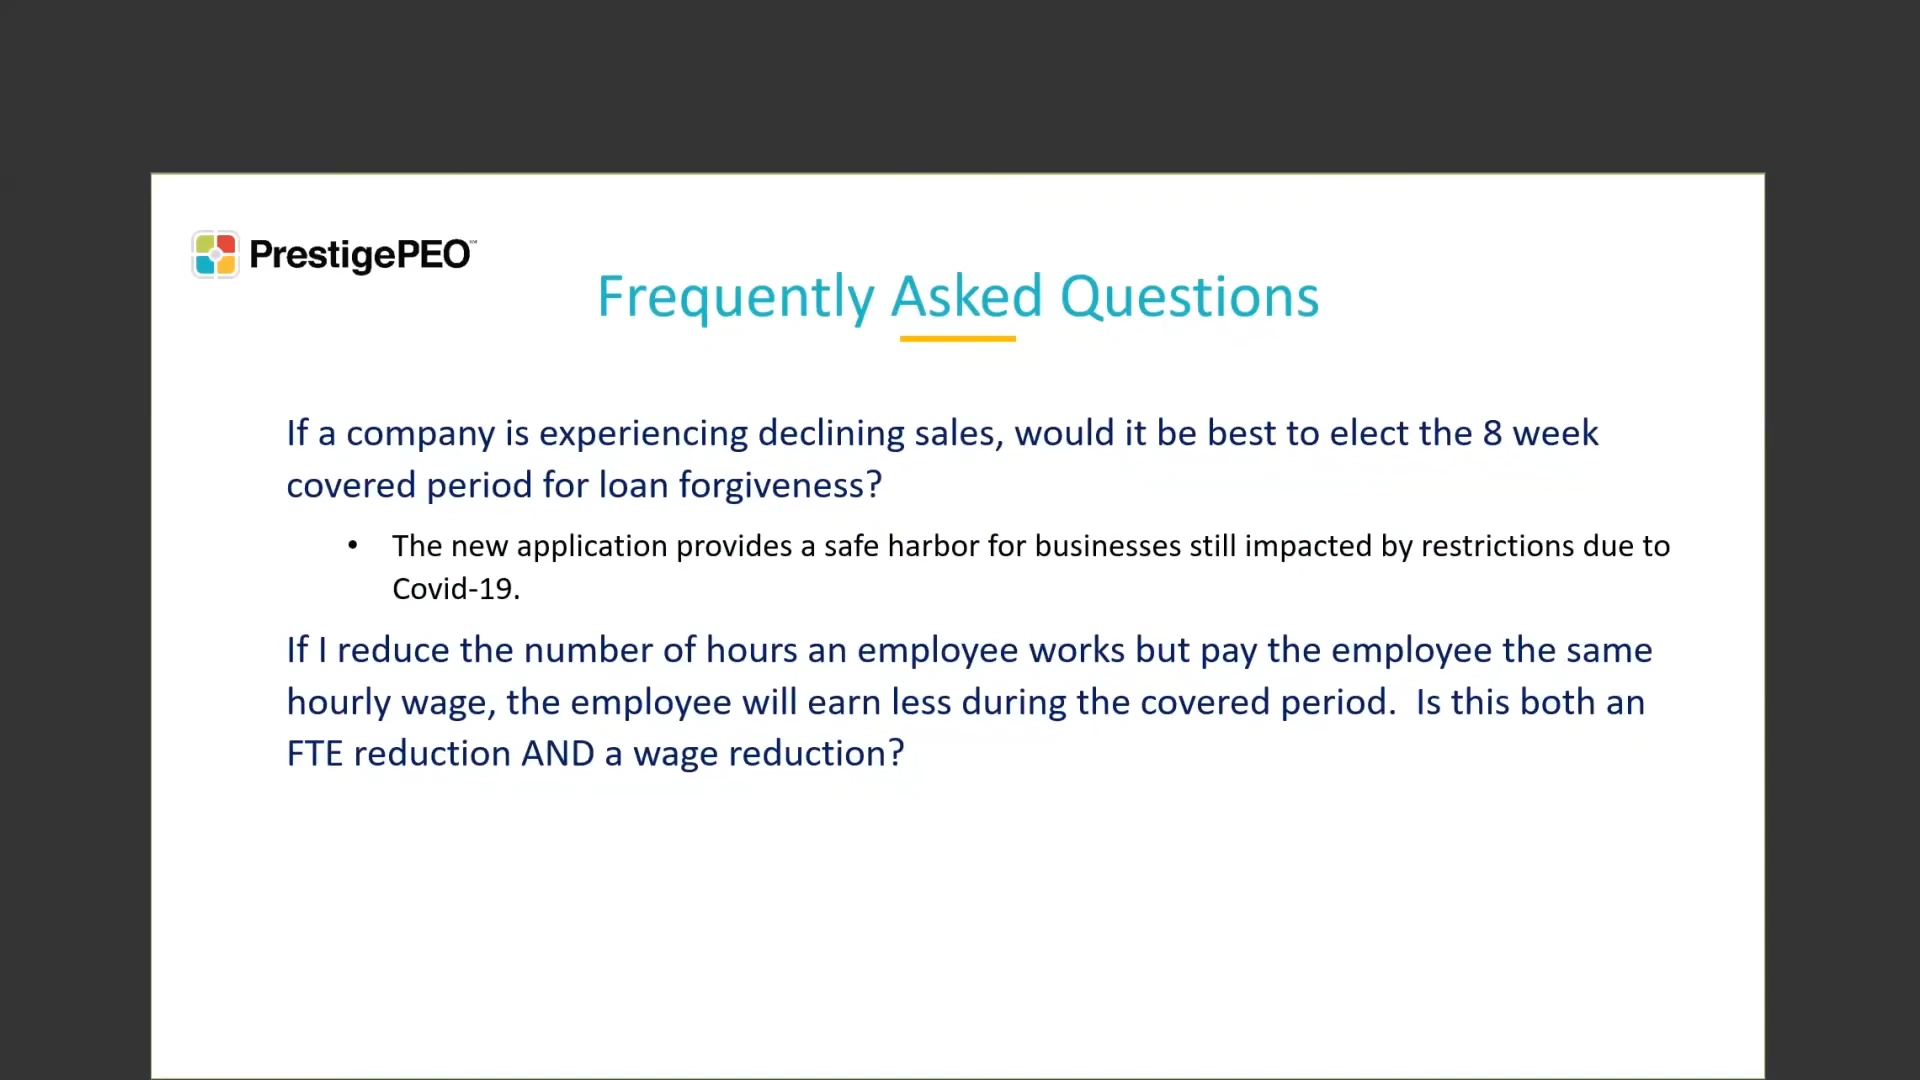 PrestigePEO
Frequently Asked Questions
If a company is experiencing declining sales, would it be best to elect the 8 week
covered period for loan forgiveness?
• The new application provides a safe harbor for businesses still impacted by restrictions due to
Covid-19.
If I reduce the number of hours an employee works but pay the employee the same
hourly wage, the employee will earn less during the covered period.  Is this both an
FTE reduction AND a wage reduction?